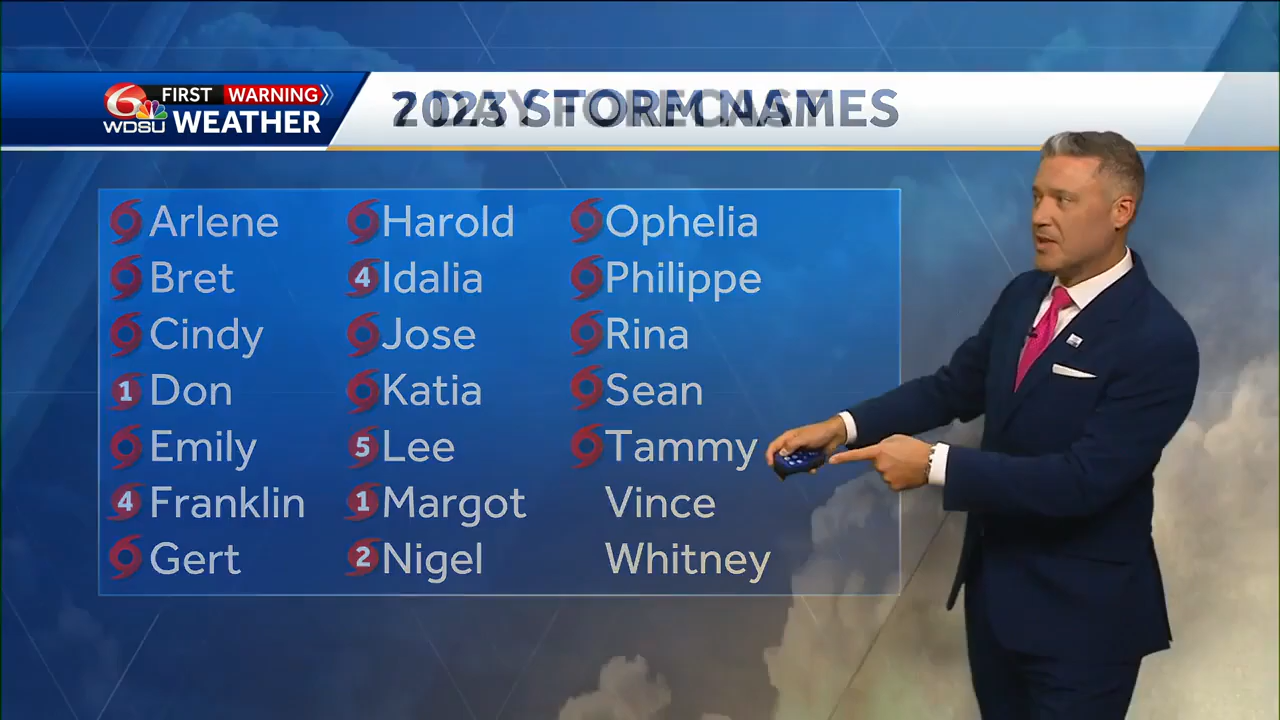 6
WDSU
FIRST WARNING
WEATHER
2023 STORM NAMES
Arlene
Bret
Cindy
1 Don
Emily
4 Franklin
Gert
Harold
4 Idalia
Jose
Katia
5 Lee
1 Margot
2 Nigel
Ophelia
Philippe
Rina
Sean
Tammy
Vince
Whitney